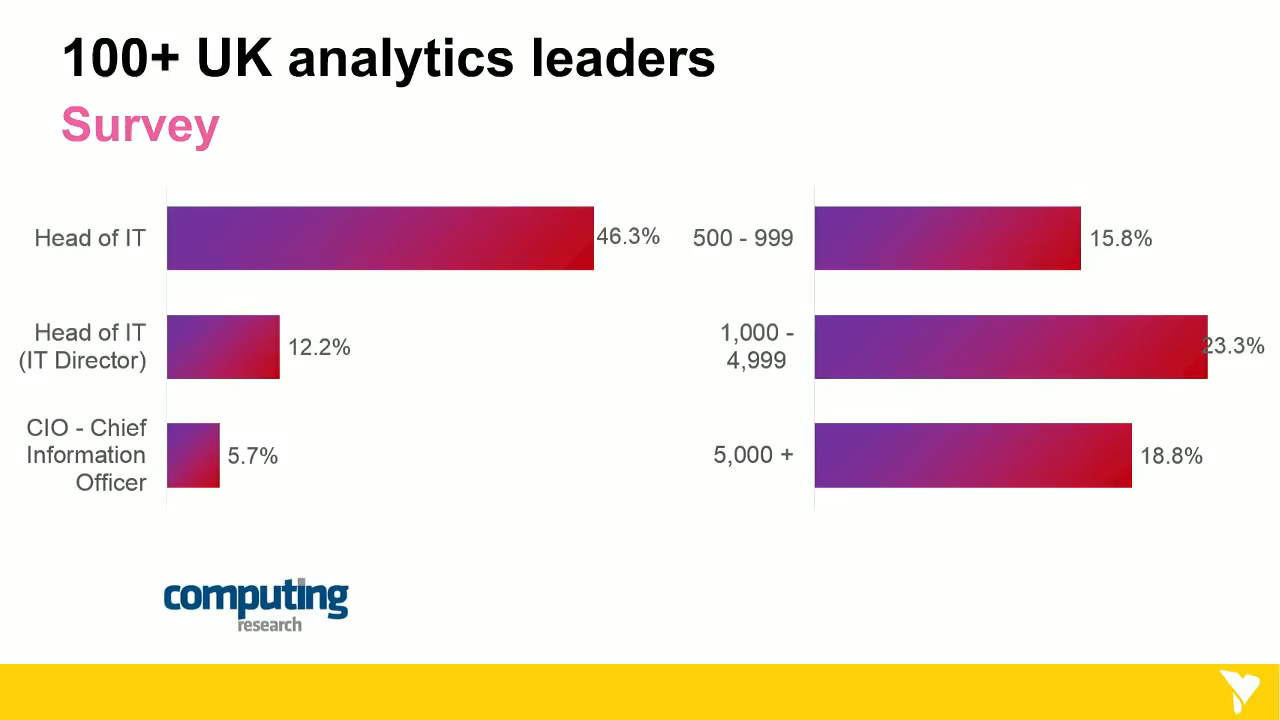 100+ UK analytics leaders
Survey
Head of IT
46.3%
Head of IT
(IT Director)
12.2%
CIO - Chief
Information
Officer
5.7%
500 - 999
15.8%
1,000 -
4,999
23.3%
5,000 +
18.8%
computing
research